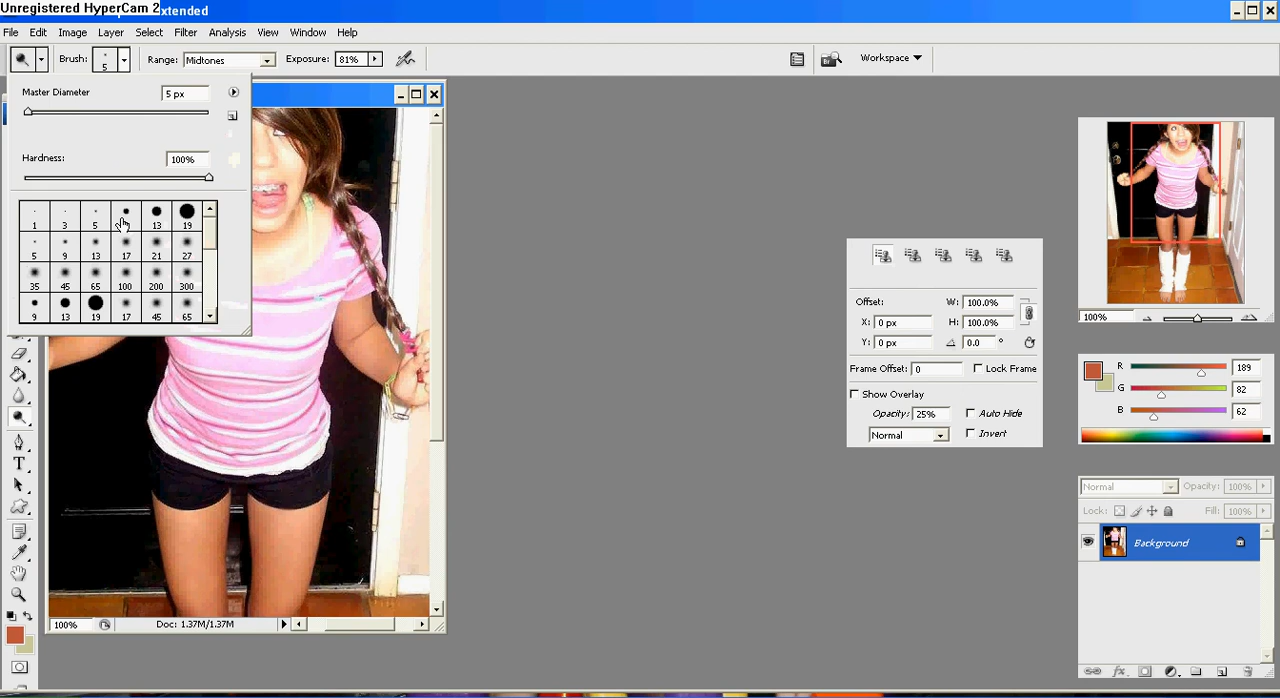 Unregistered HyperCam 2 xtended
File Edit Image Layer Select Filter Analysis View Window Help
Brush: 5 Range: Midtones Exposure: 81% Workspace
Master Diameter 5 px
Hardness: 100%
1 3 5 13 19
5 9 13 17 21 27
35 45 65 100 200 300
9 13 19 17 45 65
100% Doc: 1.37M/1.37M
Offset: W: 100.0%
X: 0 px H: 100.0%
Y: 0 px 0.0 °
Frame Offset: 0 Lock Frame
Show Overlay
Opacity: 25% Auto Hide
Normal Invert
100%
R 189
G 82
B 62
Normal Opacity: 100%
Lock: Fill: 100%
Background